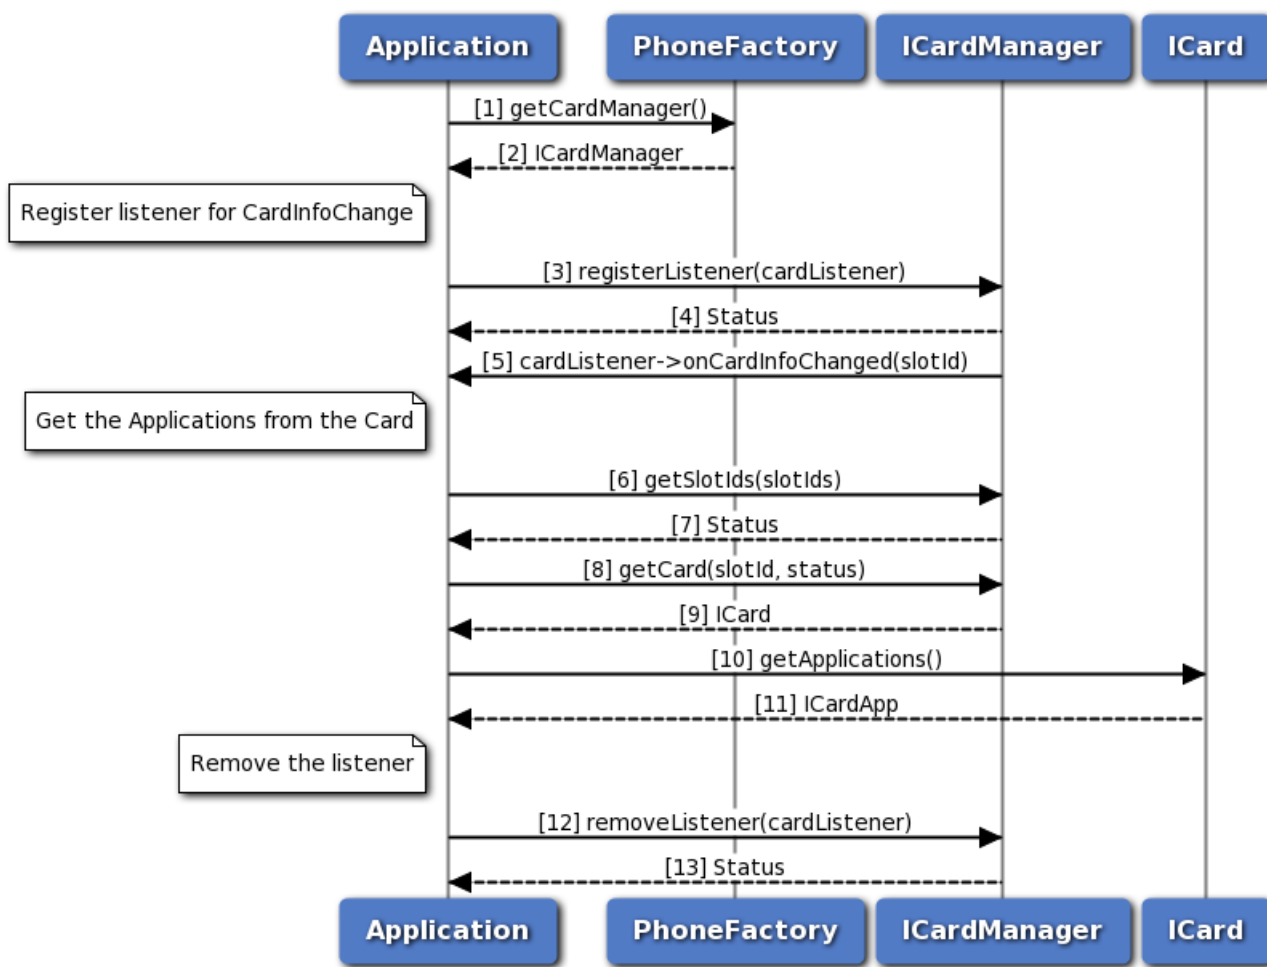 Application PhoneFactory ICardManager ICard
[1] getCardManager()
[2] ICardManager
Register listener for CardInfoChange
[3] registerListener(cardListener)
[4] Status
[5] cardListener->onCardInfoChanged(slotId)
Get the Applications from the Card
[6] getSlotIds(slotIds)
[7] Status
[8] getCard(slotId, status)
[9] ICard
[10] getApplications()
[11] ICardApp
Remove the listener
[12] removeListener(cardListener)
[13] Status
Application PhoneFactory ICardManager ICard